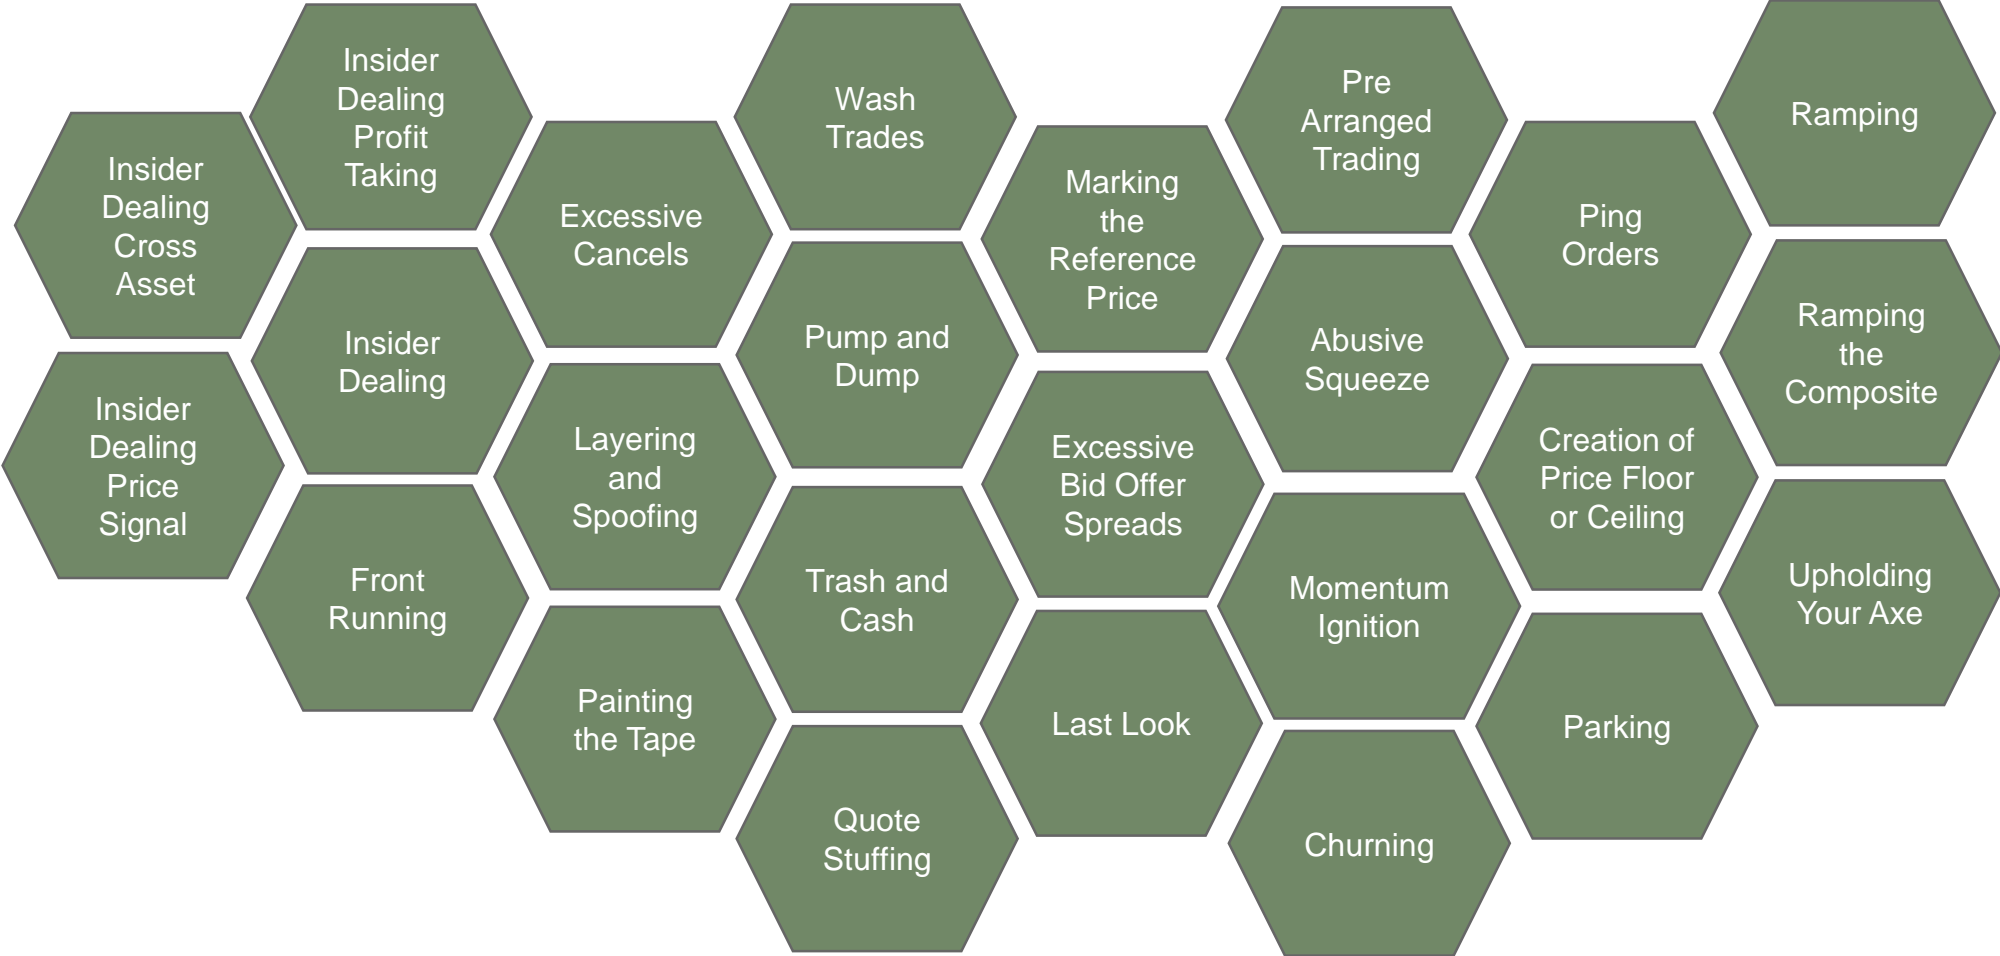 Insider
Dealing
Cross
Asset
Insider
Dealing
Price
Signal
Insider
Dealing
Profit
Taking
Insider
Dealing
Front
Running
Excessive
Cancels
Layering
and
Spoofing
Painting
the Tape
Wash
Trades
Pump and
Dump
Trash and
Cash
Quote
Stuffing
Marking
the
Reference
Price
Excessive
Bid Offer
Spreads
Last Look
Pre
Arranged
Trading
Abusive
Squeeze
Momentum
Ignition
Churning
Ping
Orders
Creation of
Price Floor
or Ceiling
Parking
Ramping
Ramping
the
Composite
Upholding
Your Axe